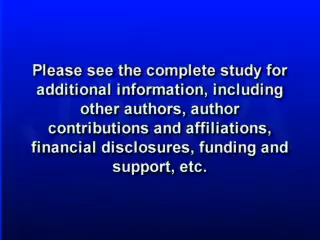 Please see the complete study for
additional information, including
other authors, author
contributions and affiliations,
financial disclosures, funding and
support, etc.